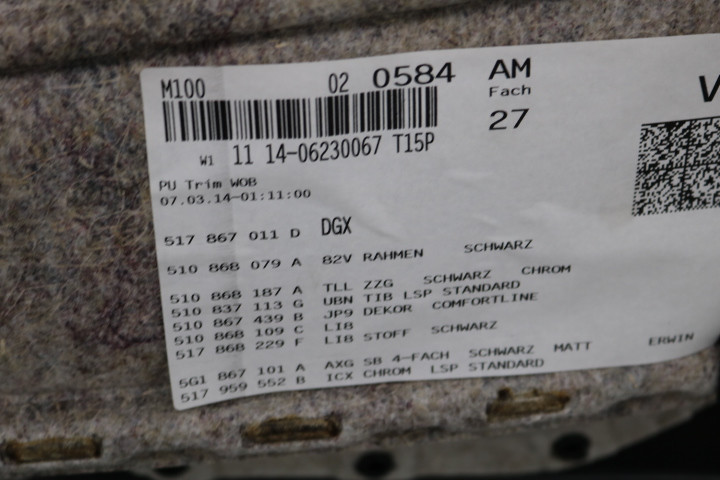 M100 02 0584 AM
Fach
27
W1 11 14-06230067 T15P
PU Trim WOB
07.03.14-01:11:00
517 867 011 D DGX
510 868 079 A 82V RAHMEN SCHWARZ
510 868 187 A TLL ZZG SCHWARZ CHROM
510 837 113 G UBN TIB LSP STANDARD
510 867 439 B JP9 DEKOR COMFORTLINE
510 868 109 C LI8
517 868 229 F LI8 STOFF SCHWARZ
5G1 867 101 A AXG SB 4-FACH SCHWARZ MATT ERWIN
517 959 552 B ICX CHROM LSP STANDARD